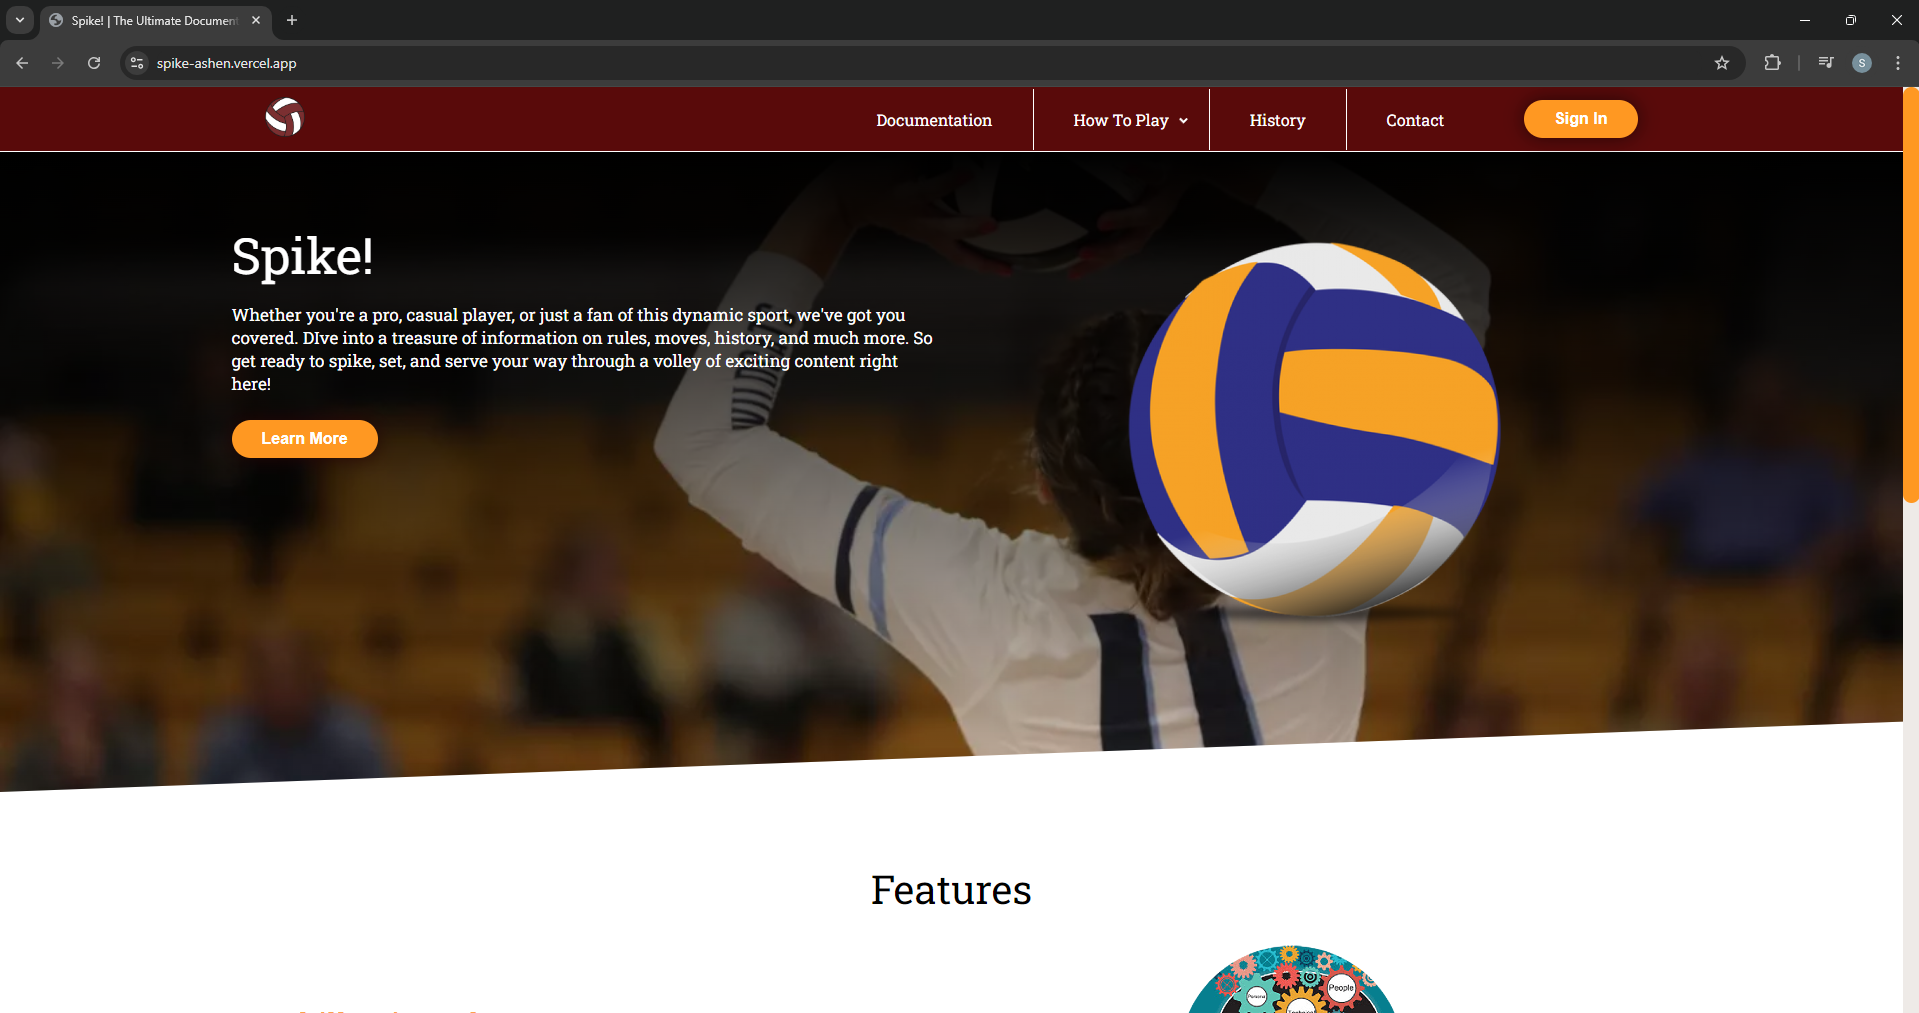 Spike! | The Ultimate Document
spike-ashen.vercel.app
S
Documentation
How To Play
History
Contact
Sign In
Spike!
Whether you're a pro, casual player, or just a fan of this dynamic sport, we've got you
covered. DIve into a treasure of information on rules, moves, history, and much more. So
get ready to spike, set, and serve your way through a volley of exciting content right
here!
Learn More
Features
People